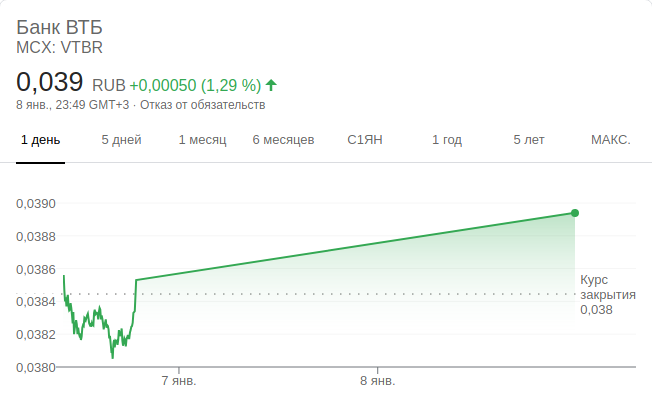 Банк ВТБ
MCX: VTBR
0,039 RUB +0,00050 (1,29 %)
8 янв., 23:49 GMT+3 · Отказ от обязательств
1 день 5 дней 1 месяц 6 месяцев С1ЯН 1 год 5 лет МАКС.
0,0390
0,0388
0,0386
0,0384
0,0382
0,0380
Курс
закрытия
0,038
7 янв. 8 янв.